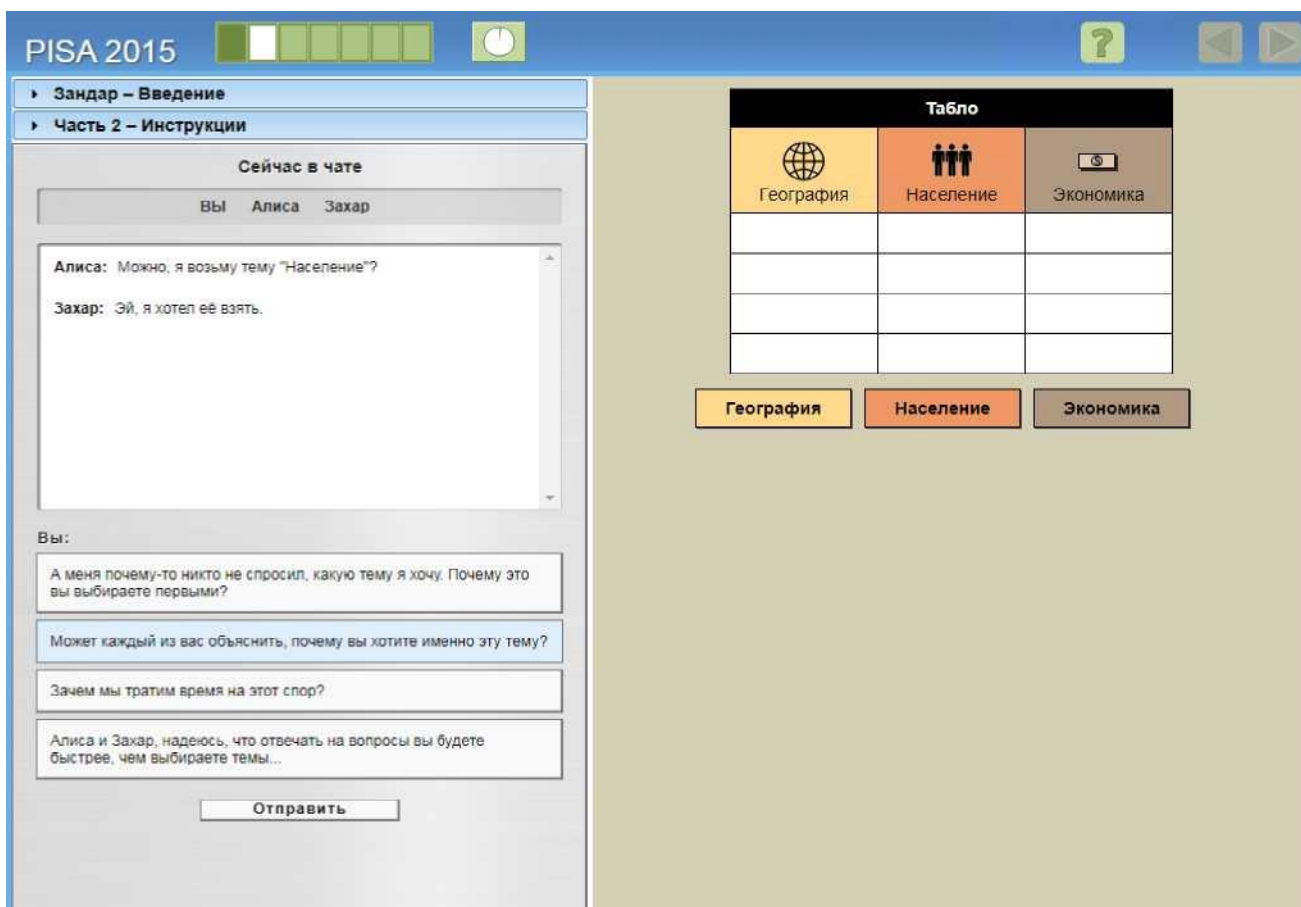 PISA 2015
?
Зандар – Введение
Часть 2 – Инструкции
Сейчас в чате
ВЫ Алиса Захар
Алиса: Можно, я возьму тему "Население"?
Захар: Эй, я хотел её взять.
Вы:
А меня почему-то никто не спросил, какую тему я хочу. Почему это
вы выбираете первыми?
Может каждый из вас объяснить, почему вы хотите именно эту тему?
Зачем мы тратим время на этот спор?
Алиса и Захар, надеюсь, что отвечать на вопросы вы будете
быстрее, чем выбираете темы...
Отправить
Табло
География Население Экономика
География Население Экономика